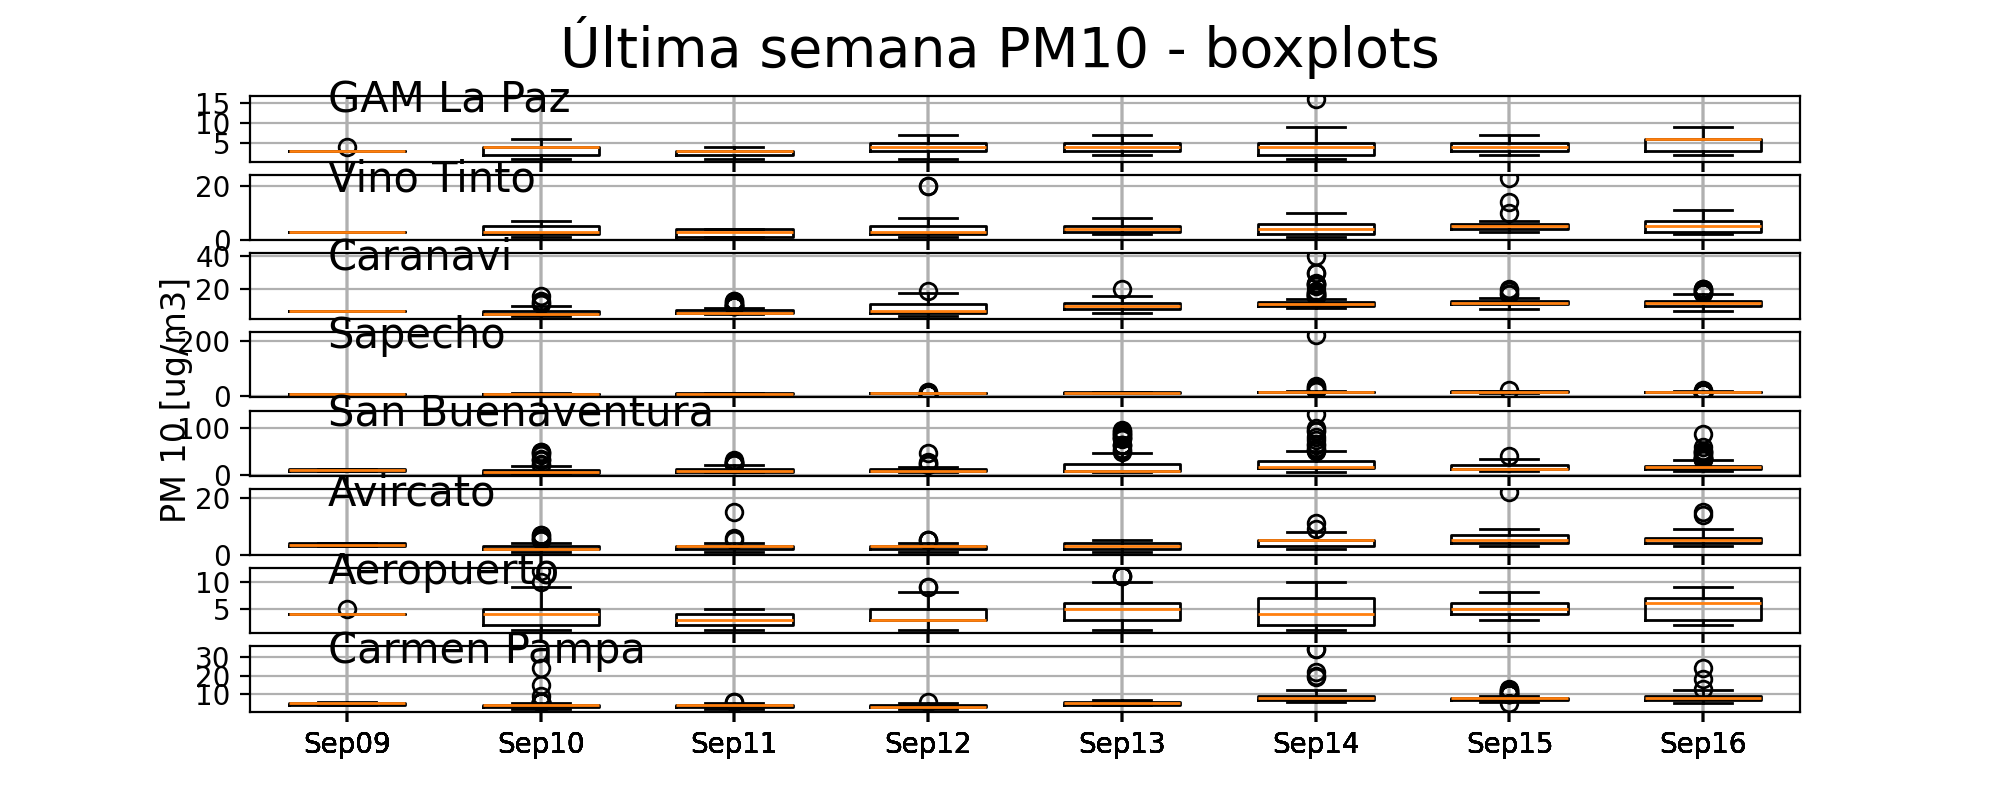 Última semana PM10 - boxplots
GAM La Paz
15
10
5
Vino Tinto
20
0
Caranavi
40
20
Sapecho
200
0
San Buenaventura
100
0
Avircato
20
0
Aeropuerto
10
5
Carmen Pampa
30
20
10
PM 10 [ug/m3]
Sep09 Sep10 Sep11 Sep12 Sep13 Sep14 Sep15 Sep16